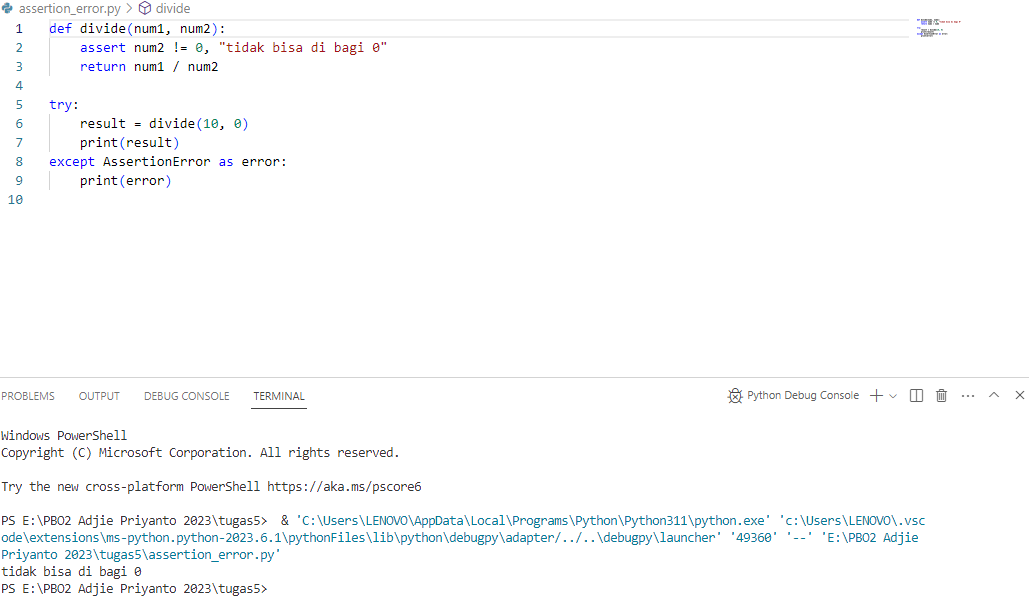 assertion_error.py > divide
1 def divide(num1, num2):
2     assert num2 != 0, "tidak bisa di bagi 0"
3     return num1 / num2
4
5 try:
6     result = divide(10, 0)
7     print(result)
8 except AssertionError as error:
9     print(error)
10
PROBLEMS OUTPUT DEBUG CONSOLE TERMINAL Python Debug Console
Windows PowerShell
Copyright (C) Microsoft Corporation. All rights reserved.
Try the new cross-platform PowerShell https://aka.ms/pscore6
PS E:\PBO2 Adjie Priyanto 2023\tugas5>  & 'C:\Users\LENOVO\AppData\Local\Programs\Python\Python311\python.exe' 'c:\Users\LENOVO\.vsc
ode\extensions\ms-python.python-2023.6.1\pythonFiles\lib\python\debugpy\adapter/../..\debugpy\launcher' '49360' '--' 'E:\PBO2 Adjie
Priyanto 2023\tugas5\assertion_error.py'
tidak bisa di bagi 0
PS E:\PBO2 Adjie Priyanto 2023\tugas5>